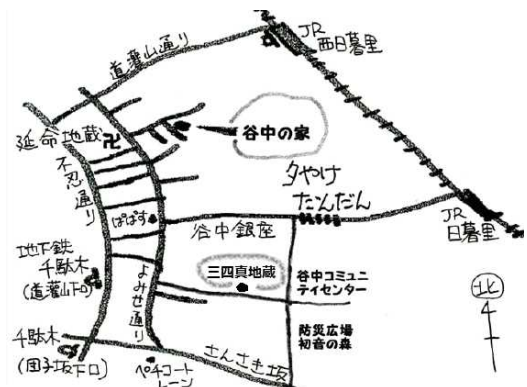 JR
西日暮里
道灌山通り
延命地蔵卍
谷中の家
不忍通り
夕やけ
だんだん
ぱぱす
谷中銀座
JR
日暮里
地下鉄
千駄木
(道灌山下口)
よみせ通り
三四真地蔵
谷中コミュニ
ティセンター
北
防災広場
初音の森
千駄木
(団子坂下口)
ペチコート
レーン
さんさき坂